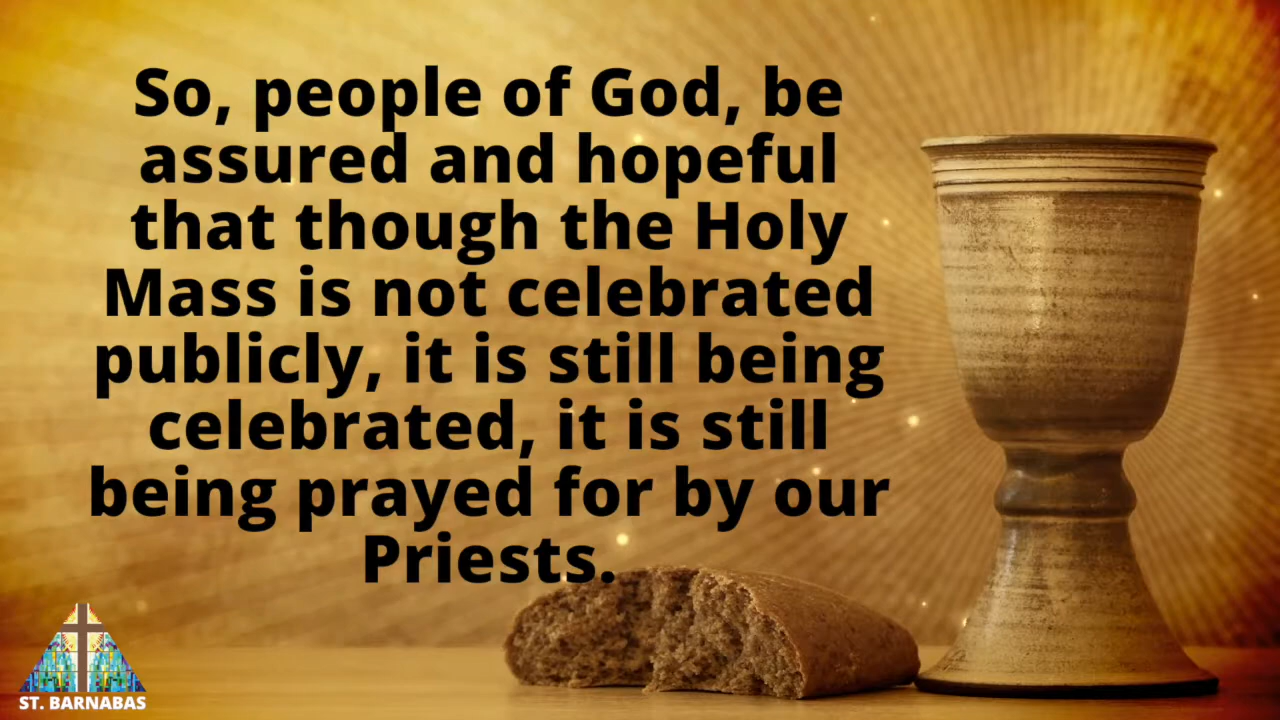 So, people of God, be
assured and hopeful
that though the Holy
Mass is not celebrated
publicly, it is still being
celebrated, it is still
being prayed for by our
Priests.
ST. BARNABAS